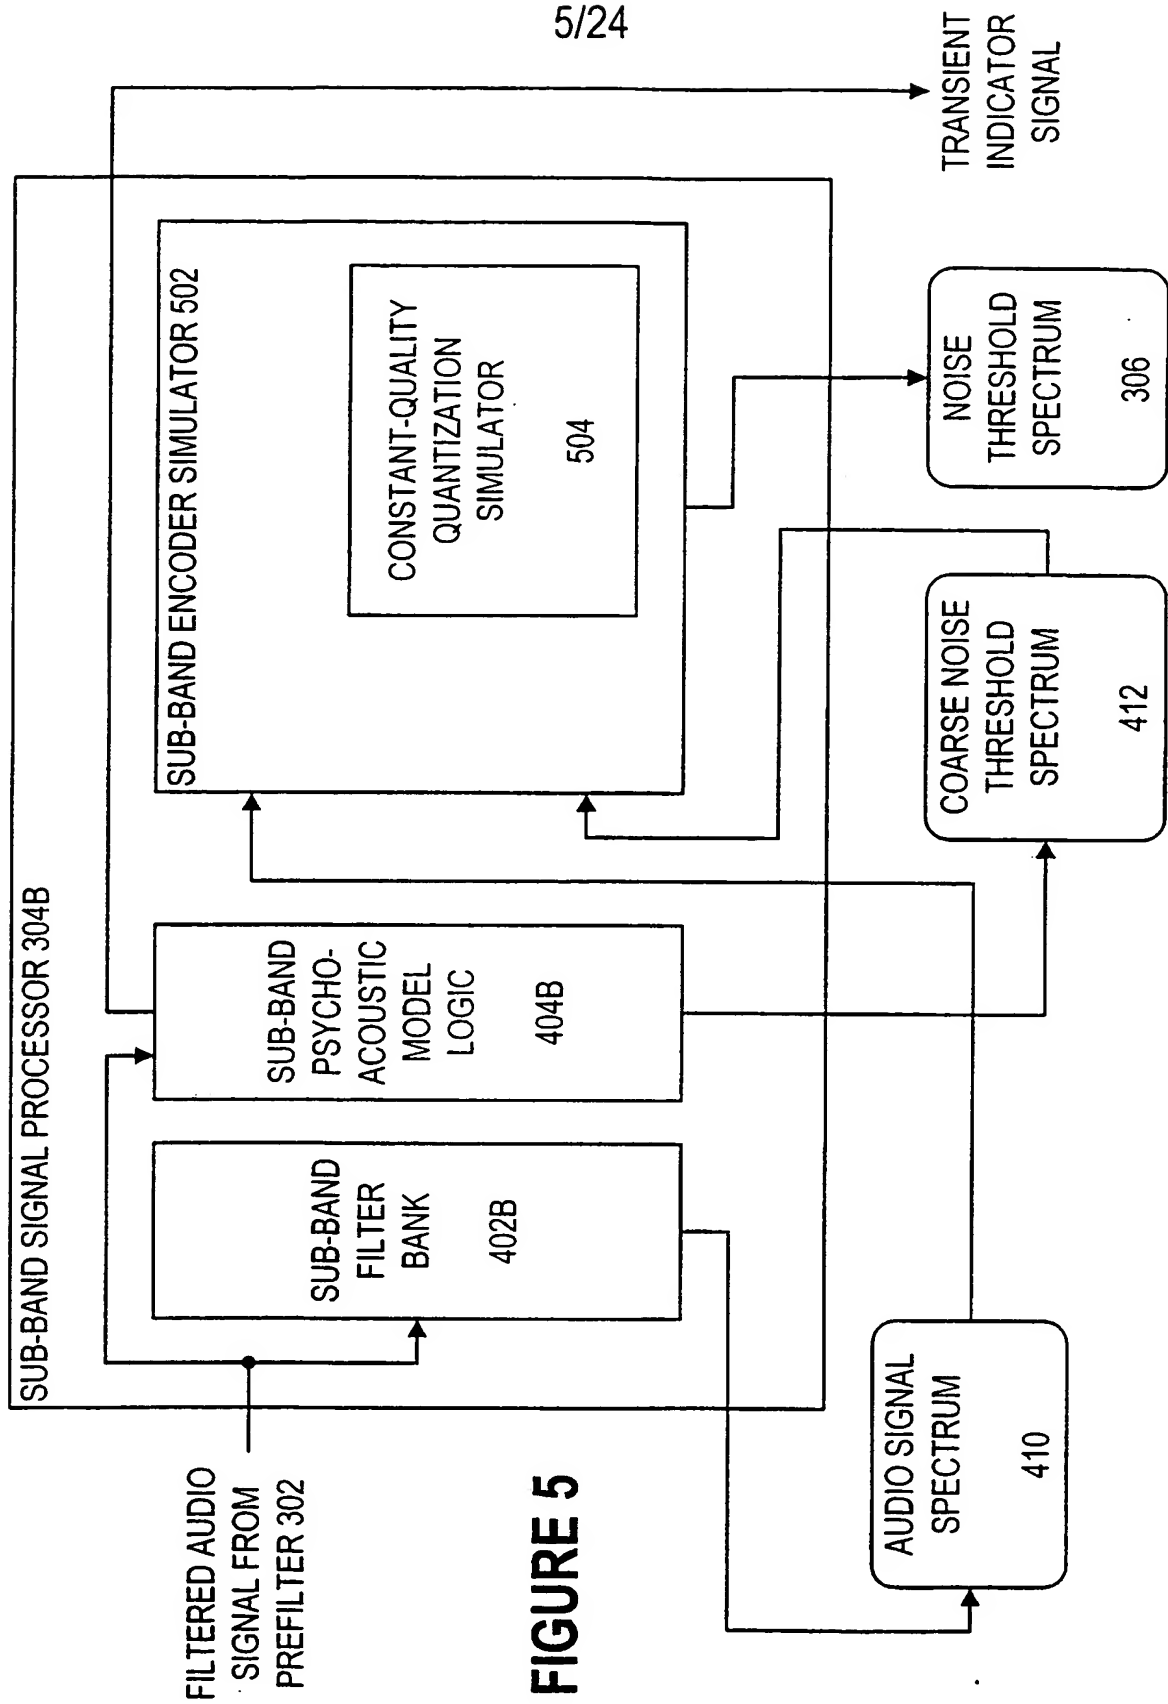 5/24
SUB-BAND SIGNAL PROCESSOR 304B
FILTERED AUDIO
SIGNAL FROM
PREFILTER 302
SUB-BAND
FILTER
BANK
402B
SUB-BAND
PSYCHO-
ACOUSTIC
MODEL
LOGIC
404B
SUB-BAND ENCODER SIMULATOR 502
CONSTANT-QUALITY
QUANTIZATION
SIMULATOR
504
TRANSIENT
INDICATOR
SIGNAL
AUDIO SIGNAL
SPECTRUM
410
COARSE NOISE
THRESHOLD
SPECTRUM
412
NOISE
THRESHOLD
SPECTRUM
306
FIGURE 5